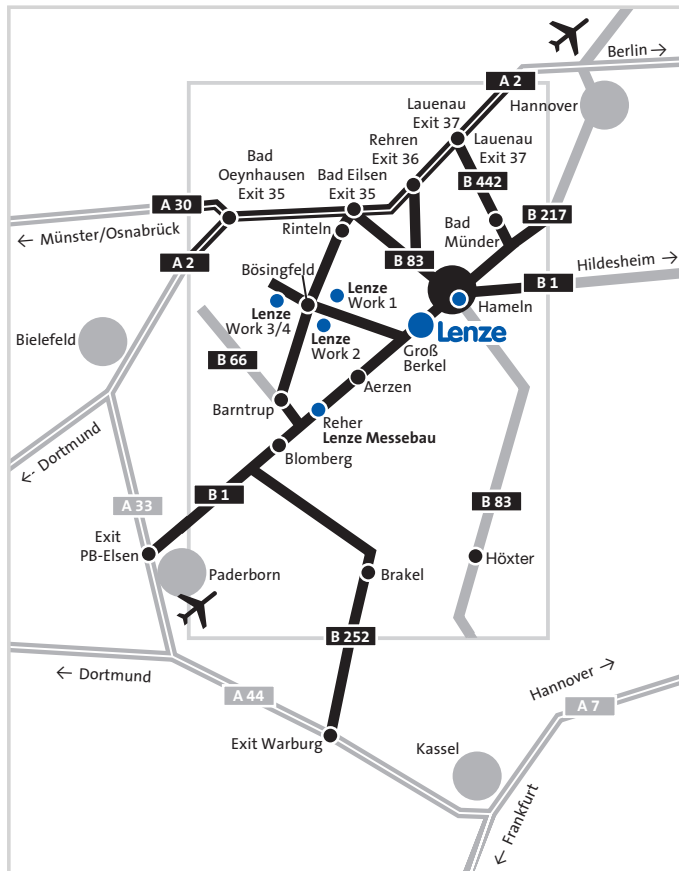 Berlin →
A 2
Lauenau
Exit 37
Hannover
Rehren
Exit 36
Lauenau
Exit 37
Bad
Oeynhausen
Exit 35
Bad Eilsen
Exit 35
B 442
A 30
B 217
Bad
Münder
← Münster/Osnabrück
Rinteln
B 83
Hildesheim →
A 2
Bösingfeld
B 1
Lenze
Work 1
Hameln
Lenze
Work 3/4
Lenze
Work 2
Lenze
Bielefeld
Groß
Berkel
B 66
Aerzen
Barntrup
Reher
Lenze Messebau
← Dortmund
Blomberg
B 1
A 33
B 83
Exit
PB-Elsen
Paderborn
Brakel
Höxter
B 252
← Dortmund
Hannover →
A 44
A 7
Exit Warburg
Kassel
← Frankfurt